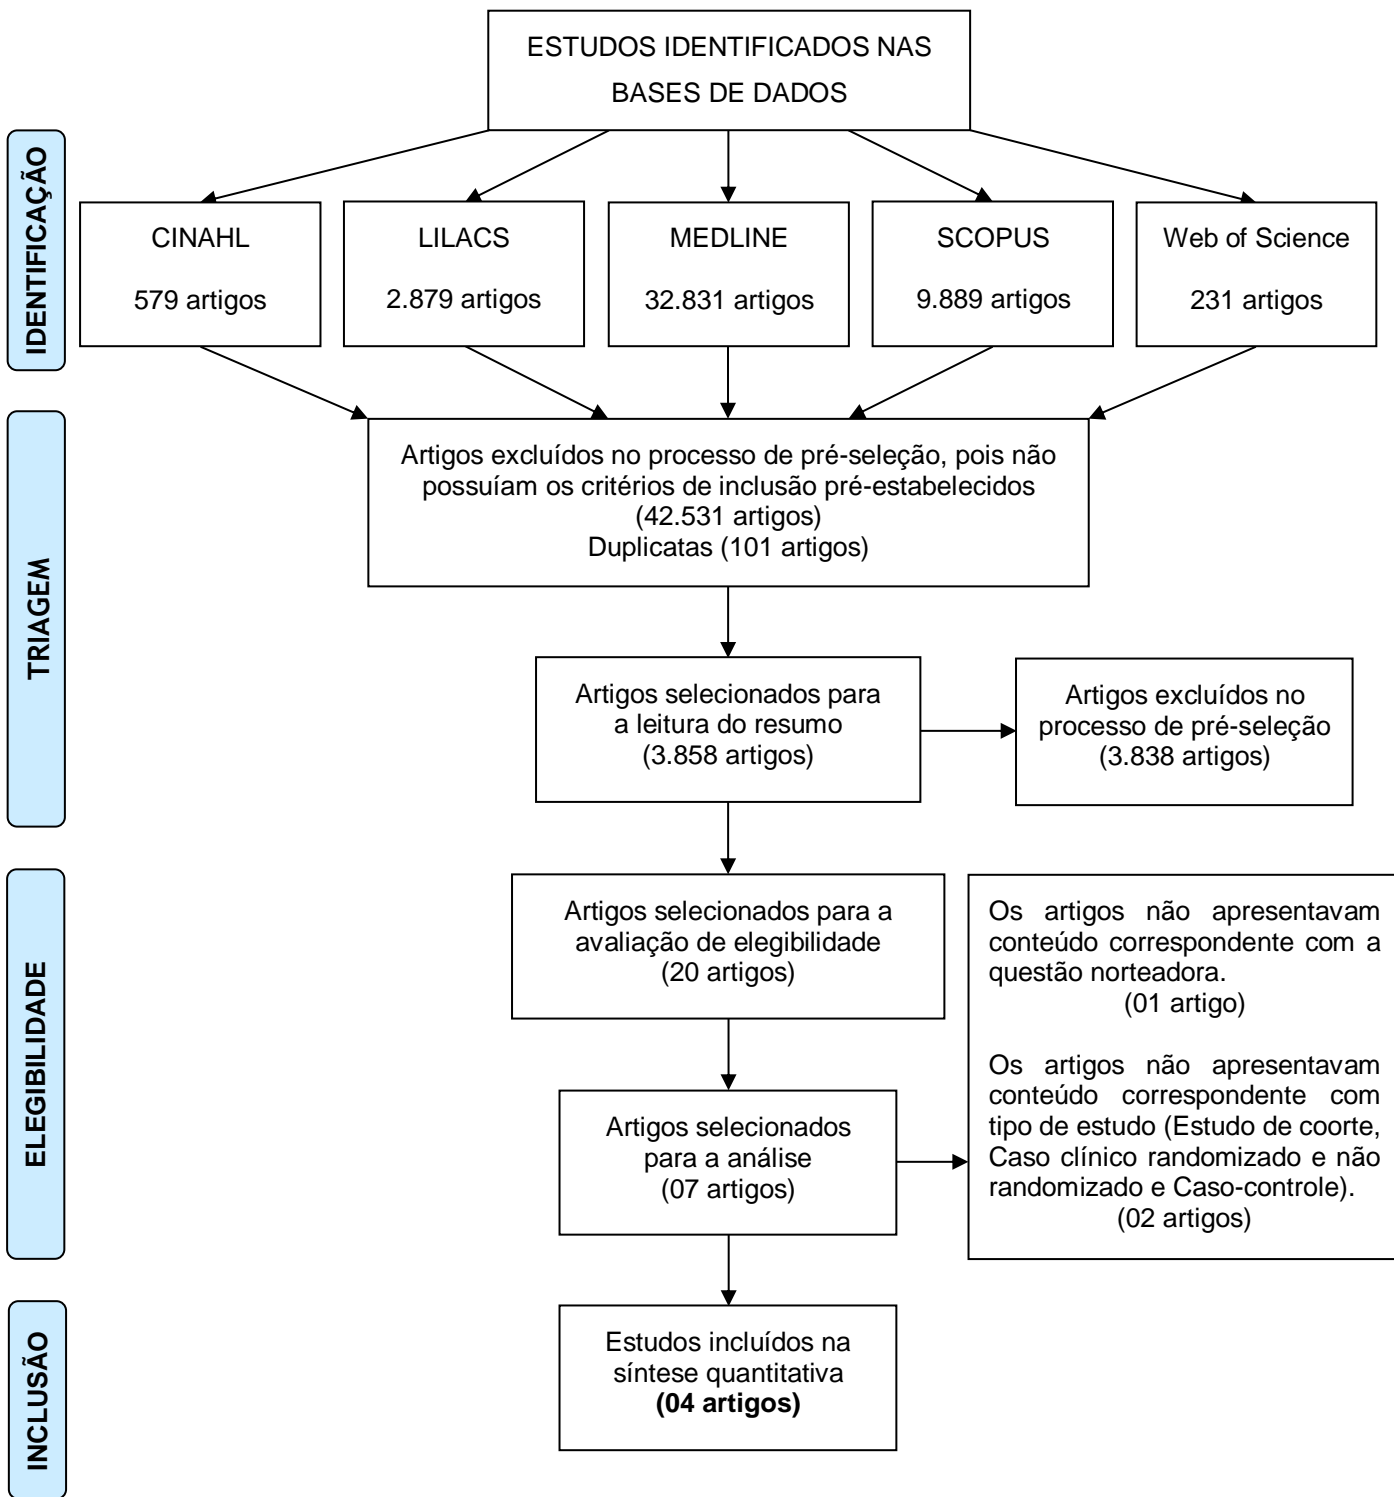 ESTUDOS IDENTIFICADOS NAS
BASES DE DADOS
IDENTIFICAÇÃO
CINAHL
579 artigos
LILACS
2.879 artigos
MEDLINE
32.831 artigos
SCOPUS
9.889 artigos
Web of Science
231 artigos
TRIAGEM
Artigos excluídos no processo de pré-seleção, pois não
possuíam os critérios de inclusão pré-estabelecidos
(42.531 artigos)
Duplicatas (101 artigos)
Artigos selecionados para
a leitura do resumo
(3.858 artigos)
Artigos excluídos no
processo de pré-seleção
(3.838 artigos)
ELEGIBILIDADE
Artigos selecionados para a
avaliação de elegibilidade
(20 artigos)
Os artigos não apresentavam
conteúdo correspondente com a
questão norteadora.
(01 artigo)
Os artigos não apresentavam
conteúdo correspondente com
tipo de estudo (Estudo de coorte,
Caso clínico randomizado e não
randomizado e Caso-controle).
(02 artigos)
Artigos selecionados
para a análise
(07 artigos)
INCLUSÃO
Estudos incluídos na
síntese quantitativa
(04 artigos)